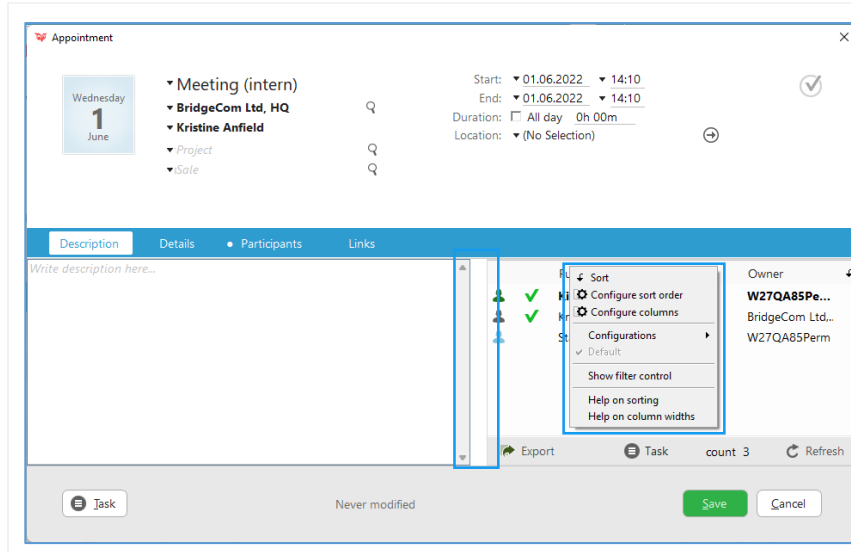 Appointment
Wednesday
1
June
Meeting (intern)
BridgeCom Ltd, HQ
Kristine Anfield
Project
Sale
Start: 01.06.2022 14:10
End: 01.06.2022 14:10
Duration: All day 0h 00m
Location: (No Selection)
Description Details Participants Links
Write description here...
Owner
W27QA85Pe...
BridgeCom Ltd,..
W27QA85Perm
Sort
Configure sort order
Configure columns
Configurations
Default
Show filter control
Help on sorting
Help on column widths
Export Task count 3 Refresh
Task Never modified Save Cancel